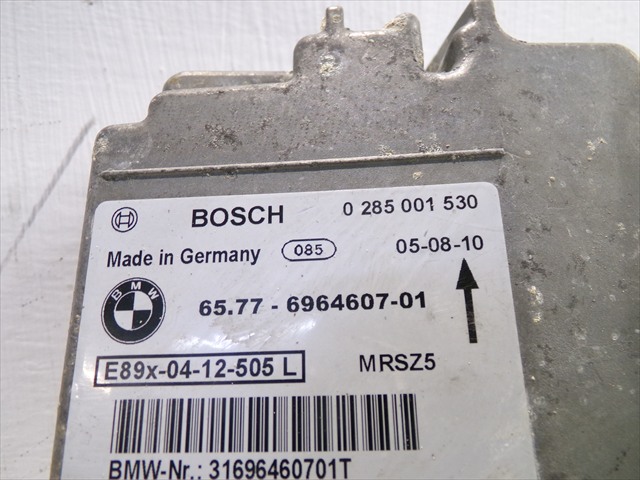 BOSCH 0 285 001 530
Made in Germany 085 05-08-10
BMW
65.77 - 6964607-01
E89x-04-12-505 L MRSZ5
BMW-Nr.: 31696460701T